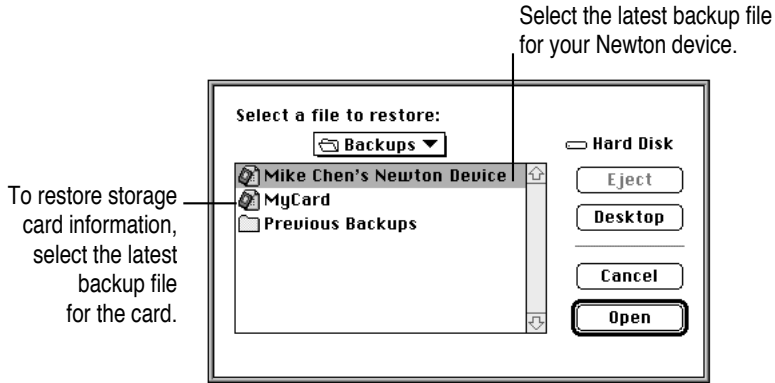 Select the latest backup file
for your Newton device.
Select a file to restore:
Backups
Hard Disk
Mike Chen's Newton Device
MyCard
Previous Backups
Eject
Desktop
Cancel
Open
To restore storage
card information,
select the latest
backup file
for the card.